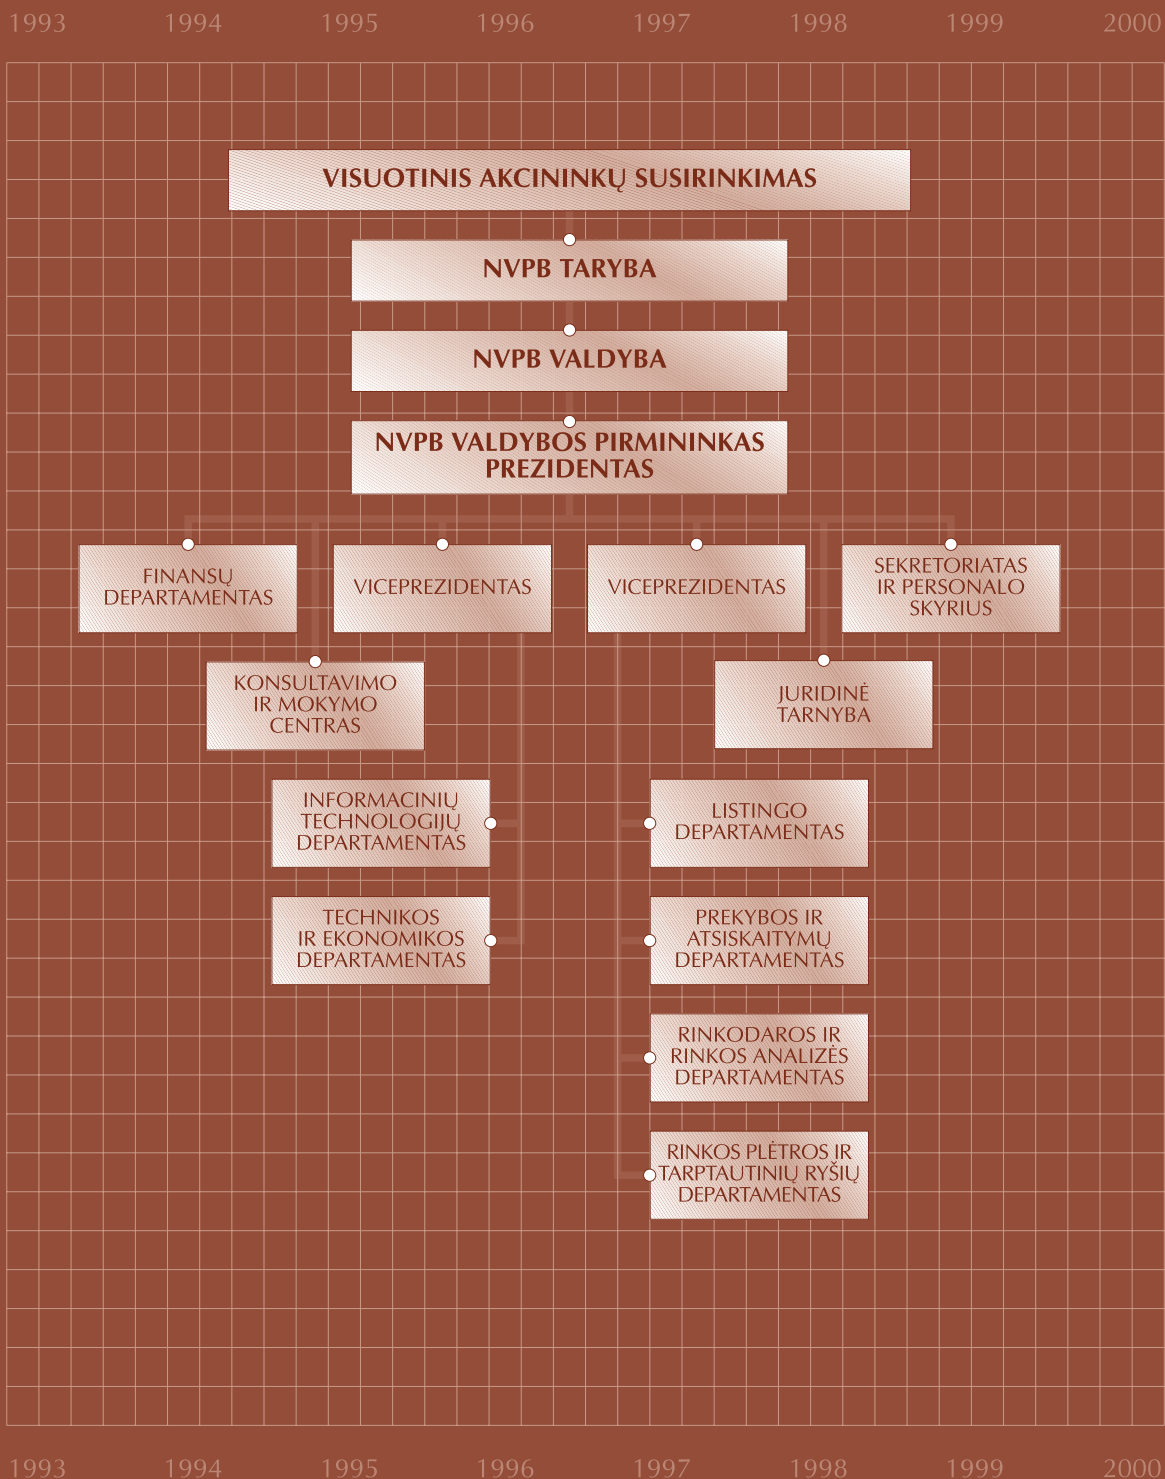 1993 1994 1995 1996 1997 1998 1999 2000
VISUOTINIS AKCININKŲ SUSIRINKIMAS
NVPB TARYBA
NVPB VALDYBA
NVPB VALDYBOS PIRMININKAS
PREZIDENTAS
FINANSŲ
DEPARTAMENTAS
VICEPREZIDENTAS
VICEPREZIDENTAS
SEKRETORIATAS
IR PERSONALO
SKYRIUS
KONSULTAVIMO
IR MOKYMO
CENTRAS
JURIDINĖ
TARNYBA
INFORMACINIŲ
TECHNOLOGIJŲ
DEPARTAMENTAS
LISTINGO
DEPARTAMENTAS
TECHNIKOS
IR EKONOMIKOS
DEPARTAMENTAS
PREKYBOS IR
ATSISKAITYMŲ
DEPARTAMENTAS
RINKODAROS IR
RINKOS ANALIZĖS
DEPARTAMENTAS
RINKOS PLĖTROS IR
TARPTAUTINIŲ RYŠIŲ
DEPARTAMENTAS
1993 1994 1995 1996 1997 1998 1999 2000